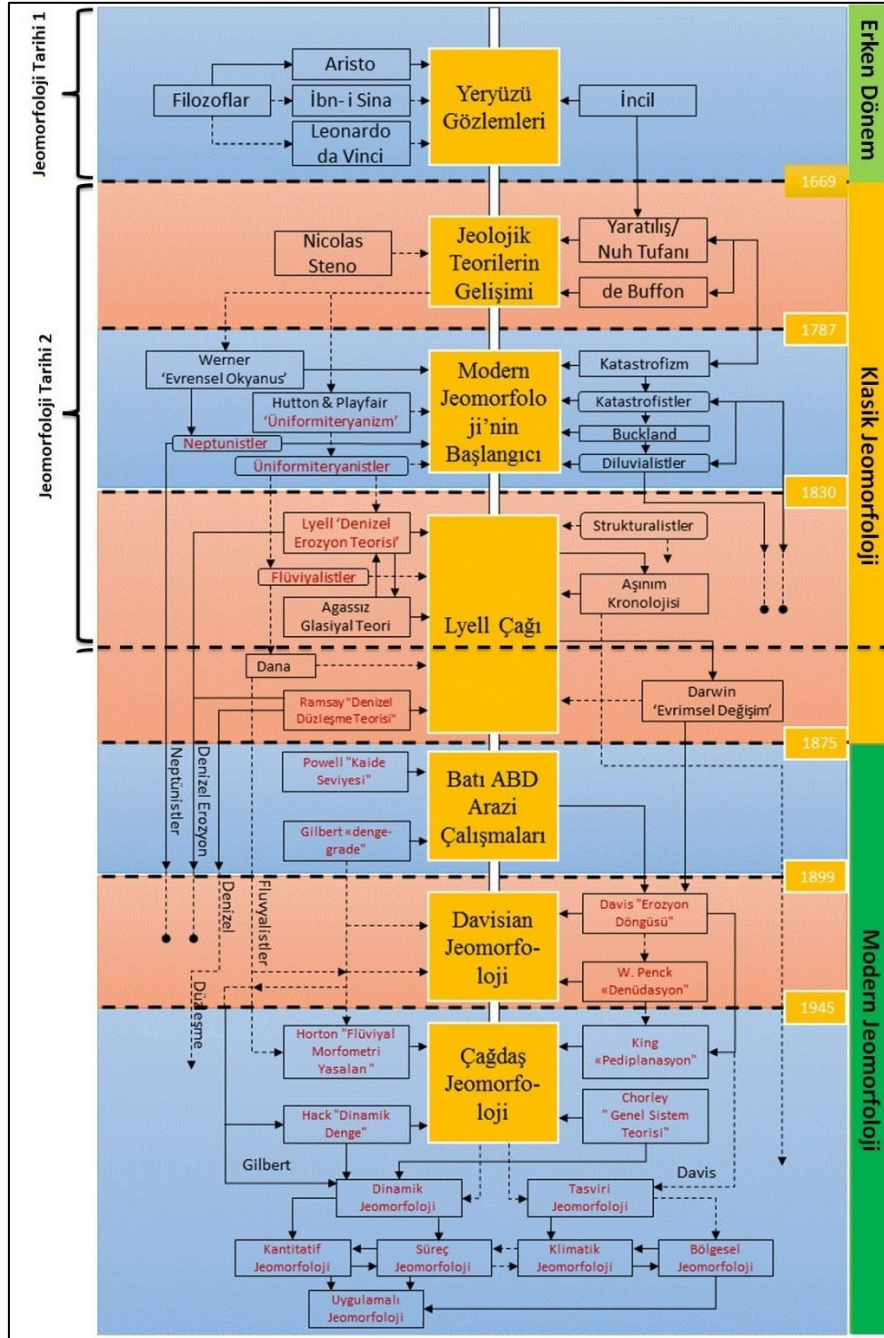 Jeomorfoloji Tarihi 1
Erken Dönem
Filozoflar
Aristo
İbn- i Sina
Leonardo
da Vinci
Yeryüzü
Gözlemleri
İncil
1669
Jeomorfoloji Tarihi 2
Klasik Jeomorfoloji
Nicolas
Steno
Jeolojik
Teorilerin
Gelişimi
Yaratılış/
Nuh Tufanı
de Buffon
1787
Werner
'Evrensel Okyanus'
Hutton & Playfair
'Üniformiteryanizm'
Neptunistler
Üniformiteryanistler
Modern
Jeomorfolo
ji'nin
Başlangıcı
Katastrofizm
Katastrofistler
Buckland
Diluvialistler
1830
Lyell 'Denizel
Erozyon Teorisi'
Flüviyalistler
Agassız
Glasiyal Teori
Lyell Çağı
Strukturalistler
Aşınım
Kronolojisi
Dana
Ramsay "Denizel
Düzleşme Teorisi"
Darwin
'Evrimsel Değişim'
1875
Modern Jeomorfoloji
Neptünistler
Denizel Erozyon
Powell "Kaide
Seviyesi"
Gilbert «denge-
grade"
Batı ABD
Arazi
Çalışmaları
1899
Denizel
Düzleşme
Fluvyalistler
Davisian
Jeomorfo-
loji
Davis "Erozyon
Döngüsü"
W. Penck
«Denüdasyon»
1945
Horton "Flüviyal
Morfometri
Yasalan "
Hack "Dinamik
Denge"
Çağdaş
Jeomorfo-
loji
King
«Pediplanasyon»
Chorley
" Genel Sistem
Teorisi"
Gilbert
Davis
Dinamik
Jeomorfoloji
Tasviri
Jeomorfoloji
Kantitatif
Jeomorfoloji
Süreç
Jeomorfoloji
Klimatik
Jeomorfoloji
Bölgesel
Jeomorfoloji
Uygulamalı
Jeomorfoloji